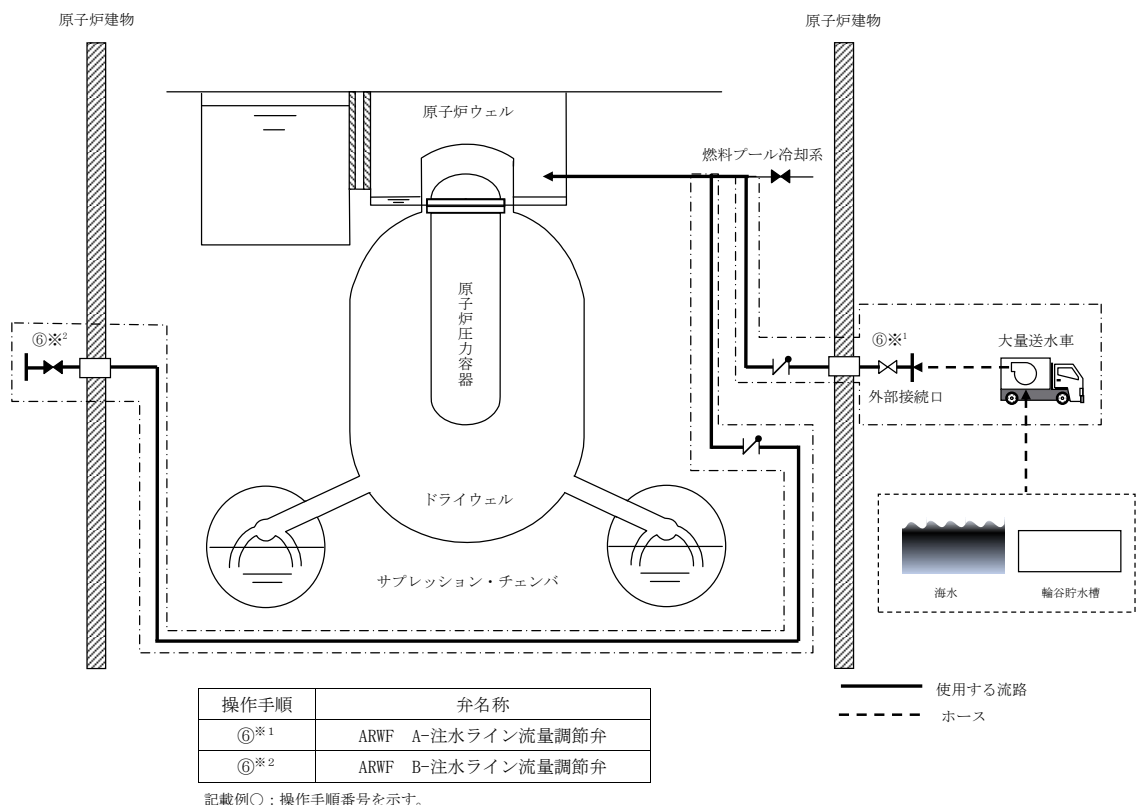 原子炉建物
原子炉建物
原子炉ウェル
燃料プール冷却系
原子炉圧力容器
⑥※2
⑥※1
大量送水車
外部接続口
ドライウェル
サプレッション・チェンバ
海水
輪谷貯水槽
使用する流路
ホース
操作手順 弁名称
⑥※1 ARWF A-注水ライン流量調節弁
⑥※2 ARWF B-注水ライン流量調節弁
記載例○:操作手順番号を示す。